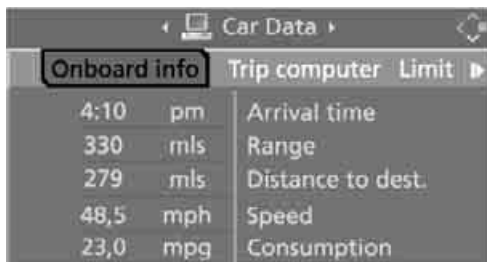 Car Data
Onboard info Trip computer Limit
4:10 pm Arrival time
330 mls Range
279 mls Distance to dest.
48,5 mph Speed
23,0 mpg Consumption